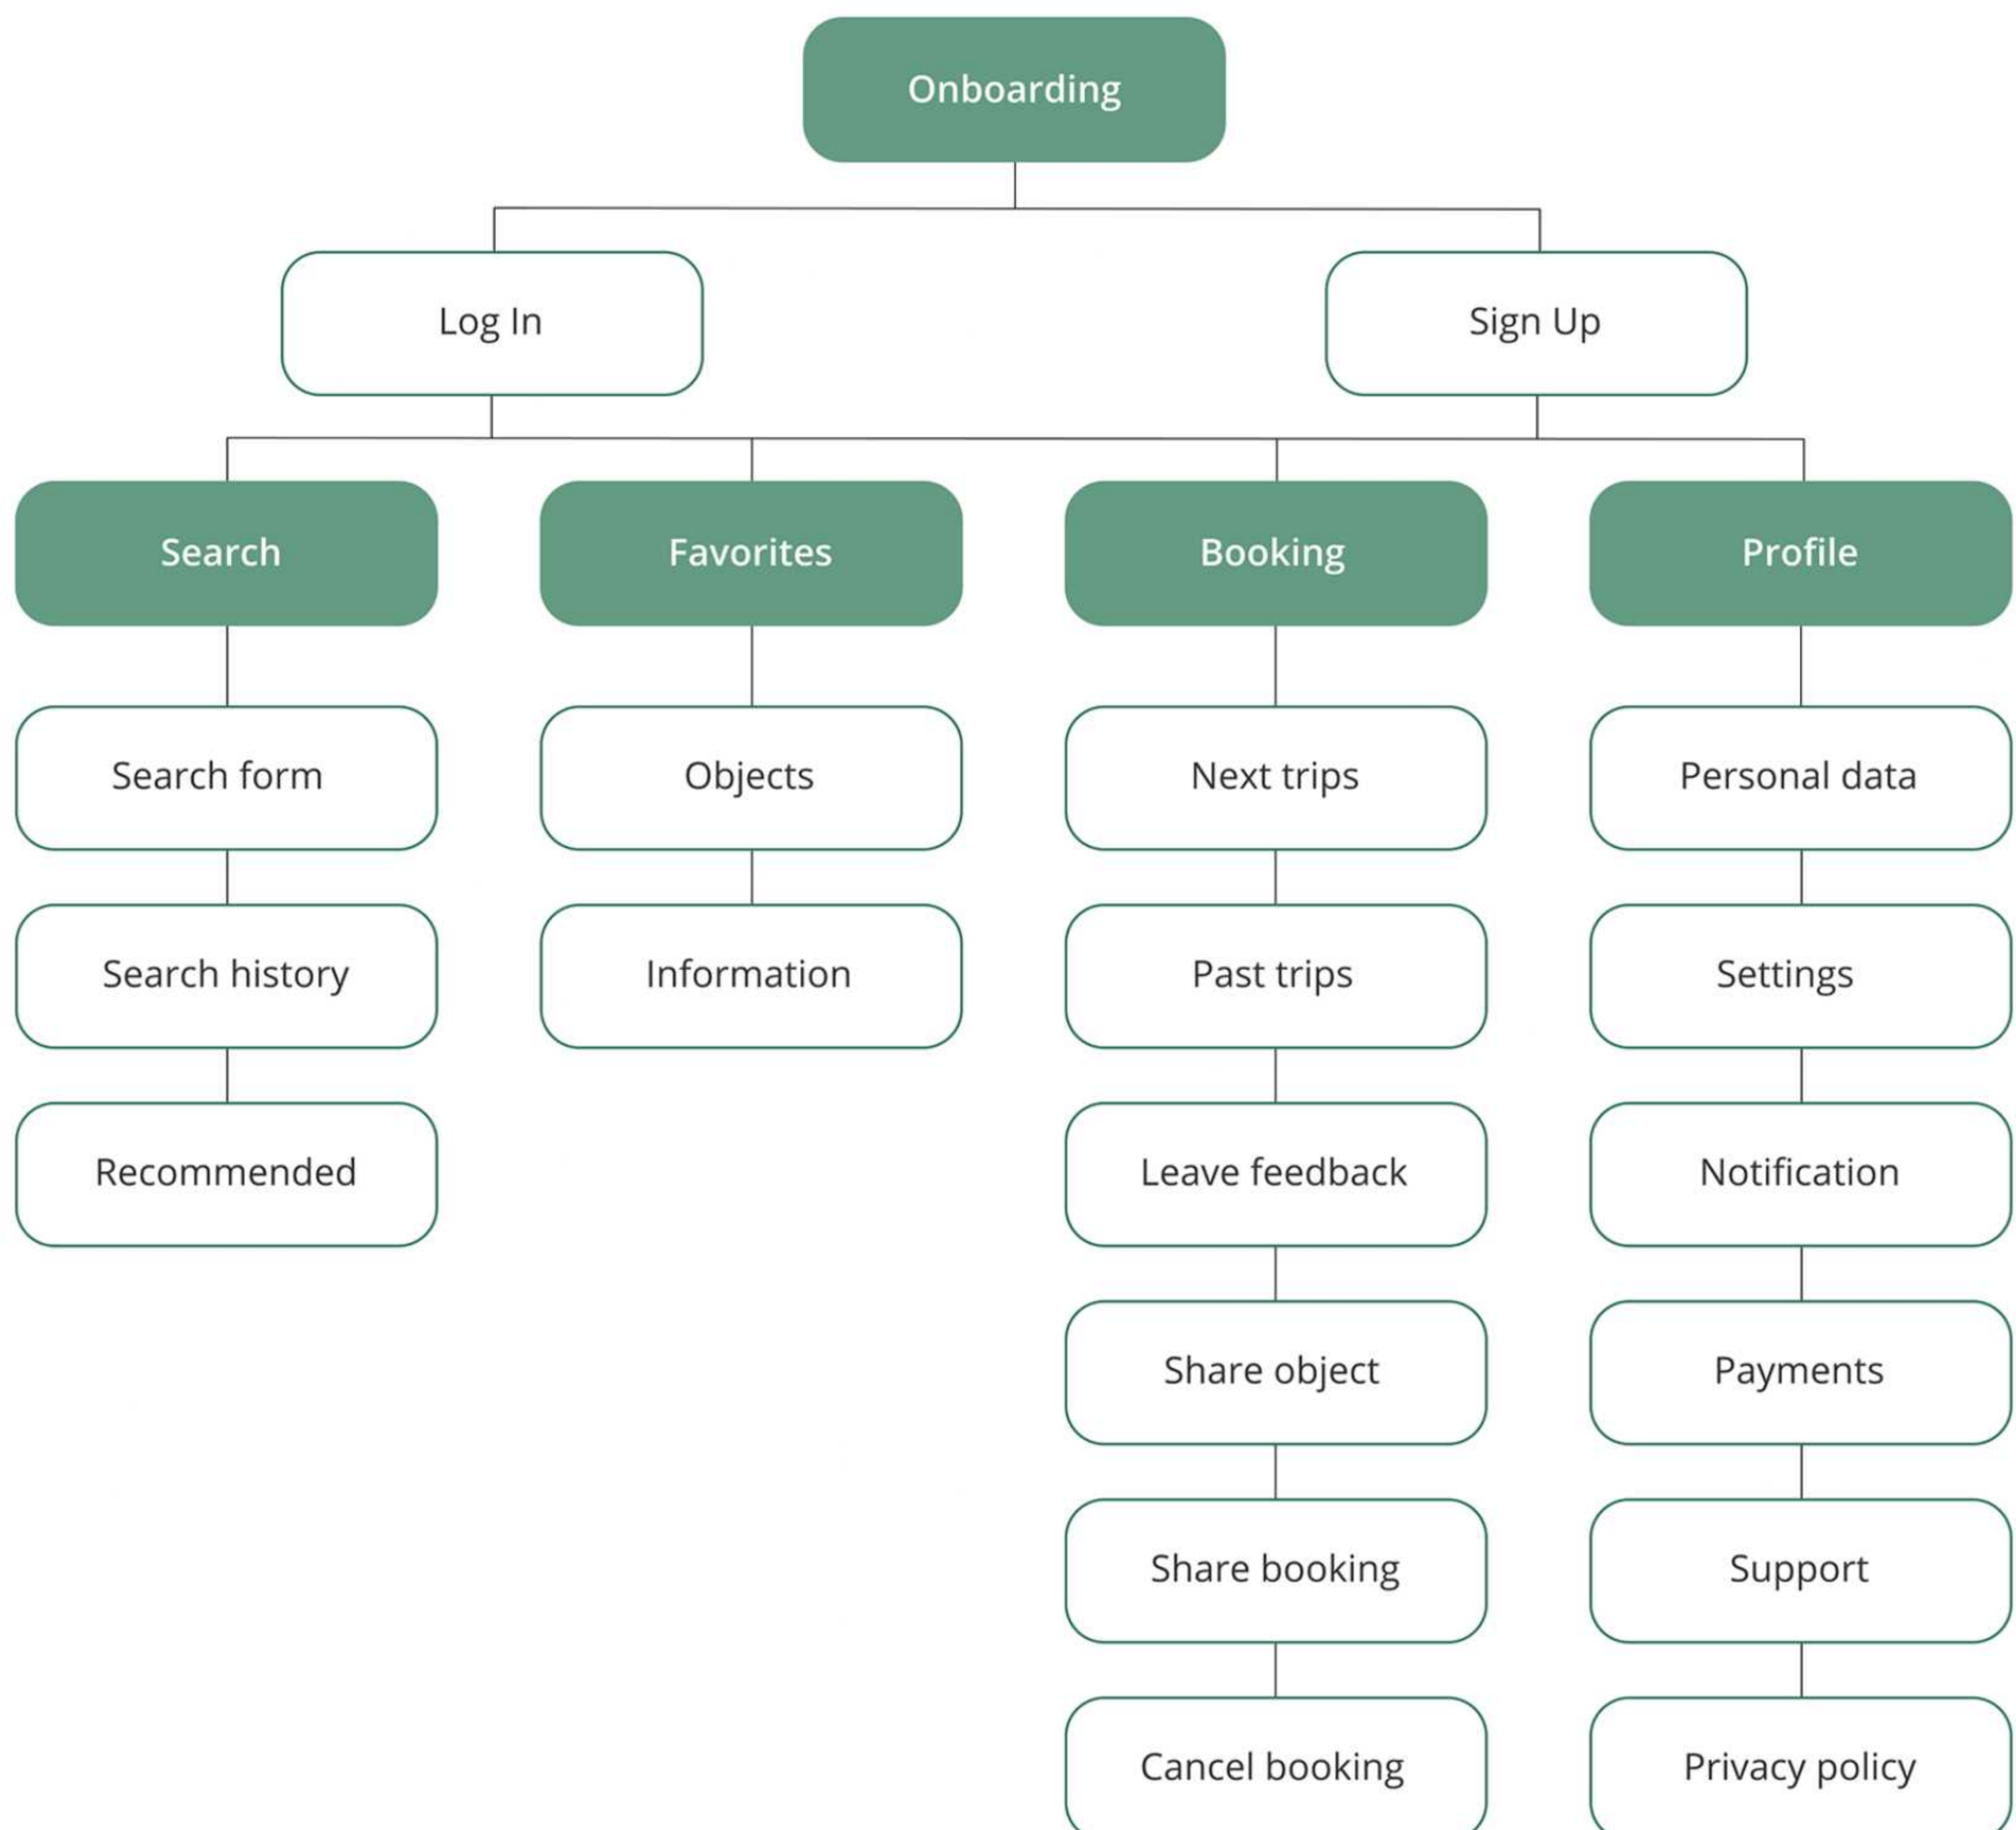 Onboarding
Log In
Sign Up
Search
Favorites
Booking
Profile
Search form
Objects
Next trips
Personal data
Search history
Information
Past trips
Settings
Recommended
Leave feedback
Notification
Share object
Payments
Share booking
Support
Cancel booking
Privacy policy